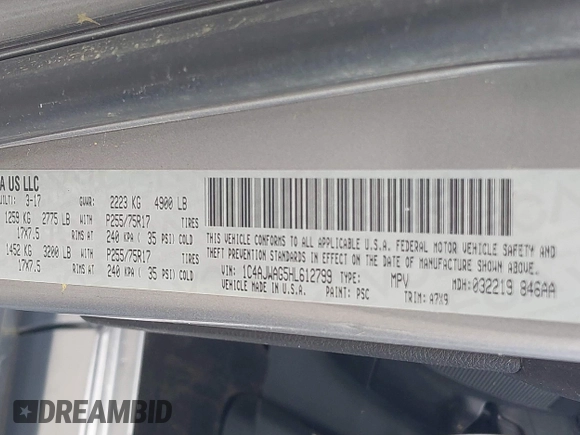 A US LLC
UILT): 3-17 GVWR: 2223 KG 4900 LB
1259 KG 2775 LB WITH P255/75R17 TIRES
17X7.5 RIMS AT 240 KPA ( 35 PSI) COLD
1452 KG 3200 LB WITH P255/75R17 TIRES
17X7.5 RIMS AT 240 KPA ( 35 PSI) COLD
THIS VEHICLE CONFORMS TO ALL APPLICABLE U.S.A. FEDERAL MOTOR VEHICLE SAFETY AND
THEFT PREVENTION STANDARDS IN EFFECT ON THE DATE OF MANUFACTURE SHOWN ABOVE.
VIN: 1C4AJWAG5HL612799 TYPE: MPV MDH: 032219 846AA
VEHICLE MADE IN U.S.A. PAINT: PSC TRIM: A7X9
DREAMBID